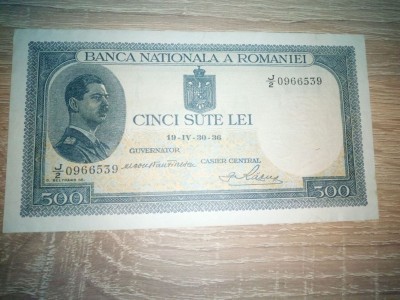 BANCA NATIONALA A ROMANIEI
J/2 0966539
CINCI SUTE LEI
19-IV-30-36
GUVERNATOR
CASIER CENTRAL
J/2 0966539
500
500